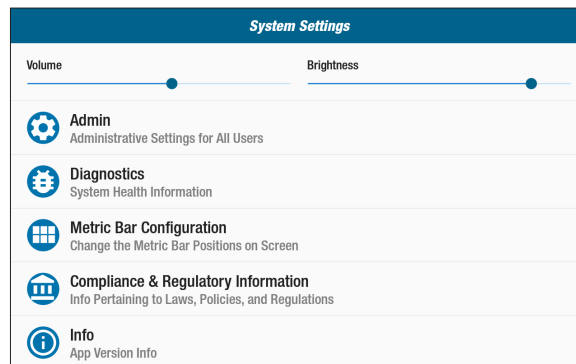 System Settings
Volume
Brightness
Admin
Administrative Settings for All Users
Diagnostics
System Health Information
Metric Bar Configuration
Change the Metric Bar Positions on Screen
Compliance & Regulatory Information
Info Pertaining to Laws, Policies, and Regulations
Info
App Version Info